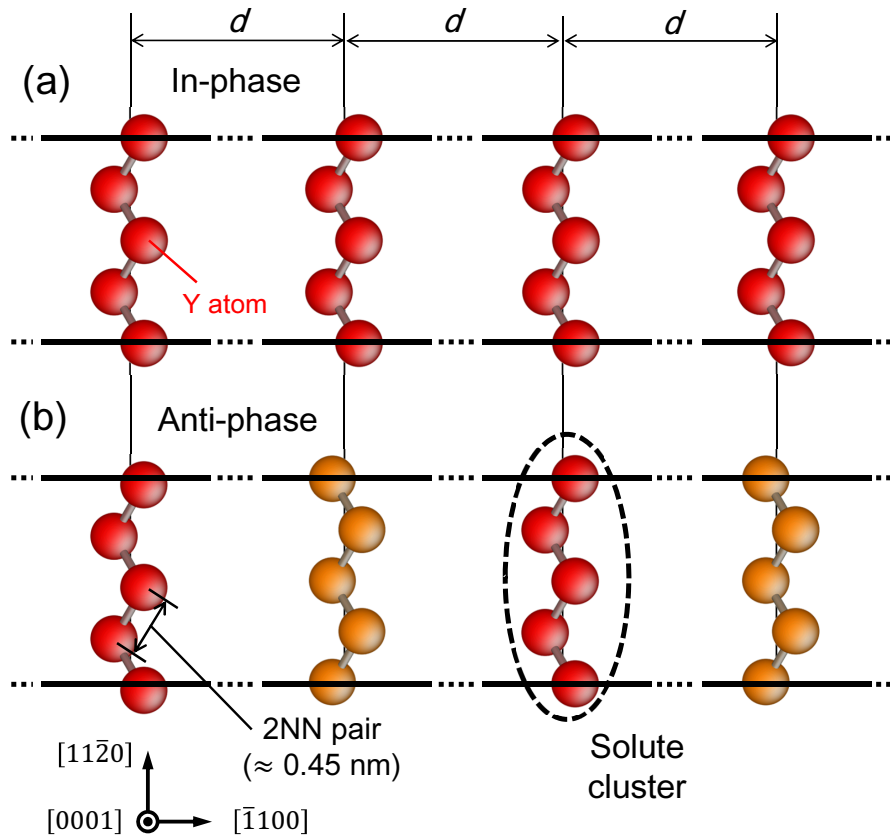 d d d
(a) In-phase
Y atom
(b) Anti-phase
2NN pair
(≈ 0.45 nm)
Solute
cluster
[112̅0]
[0001] [1̅100]